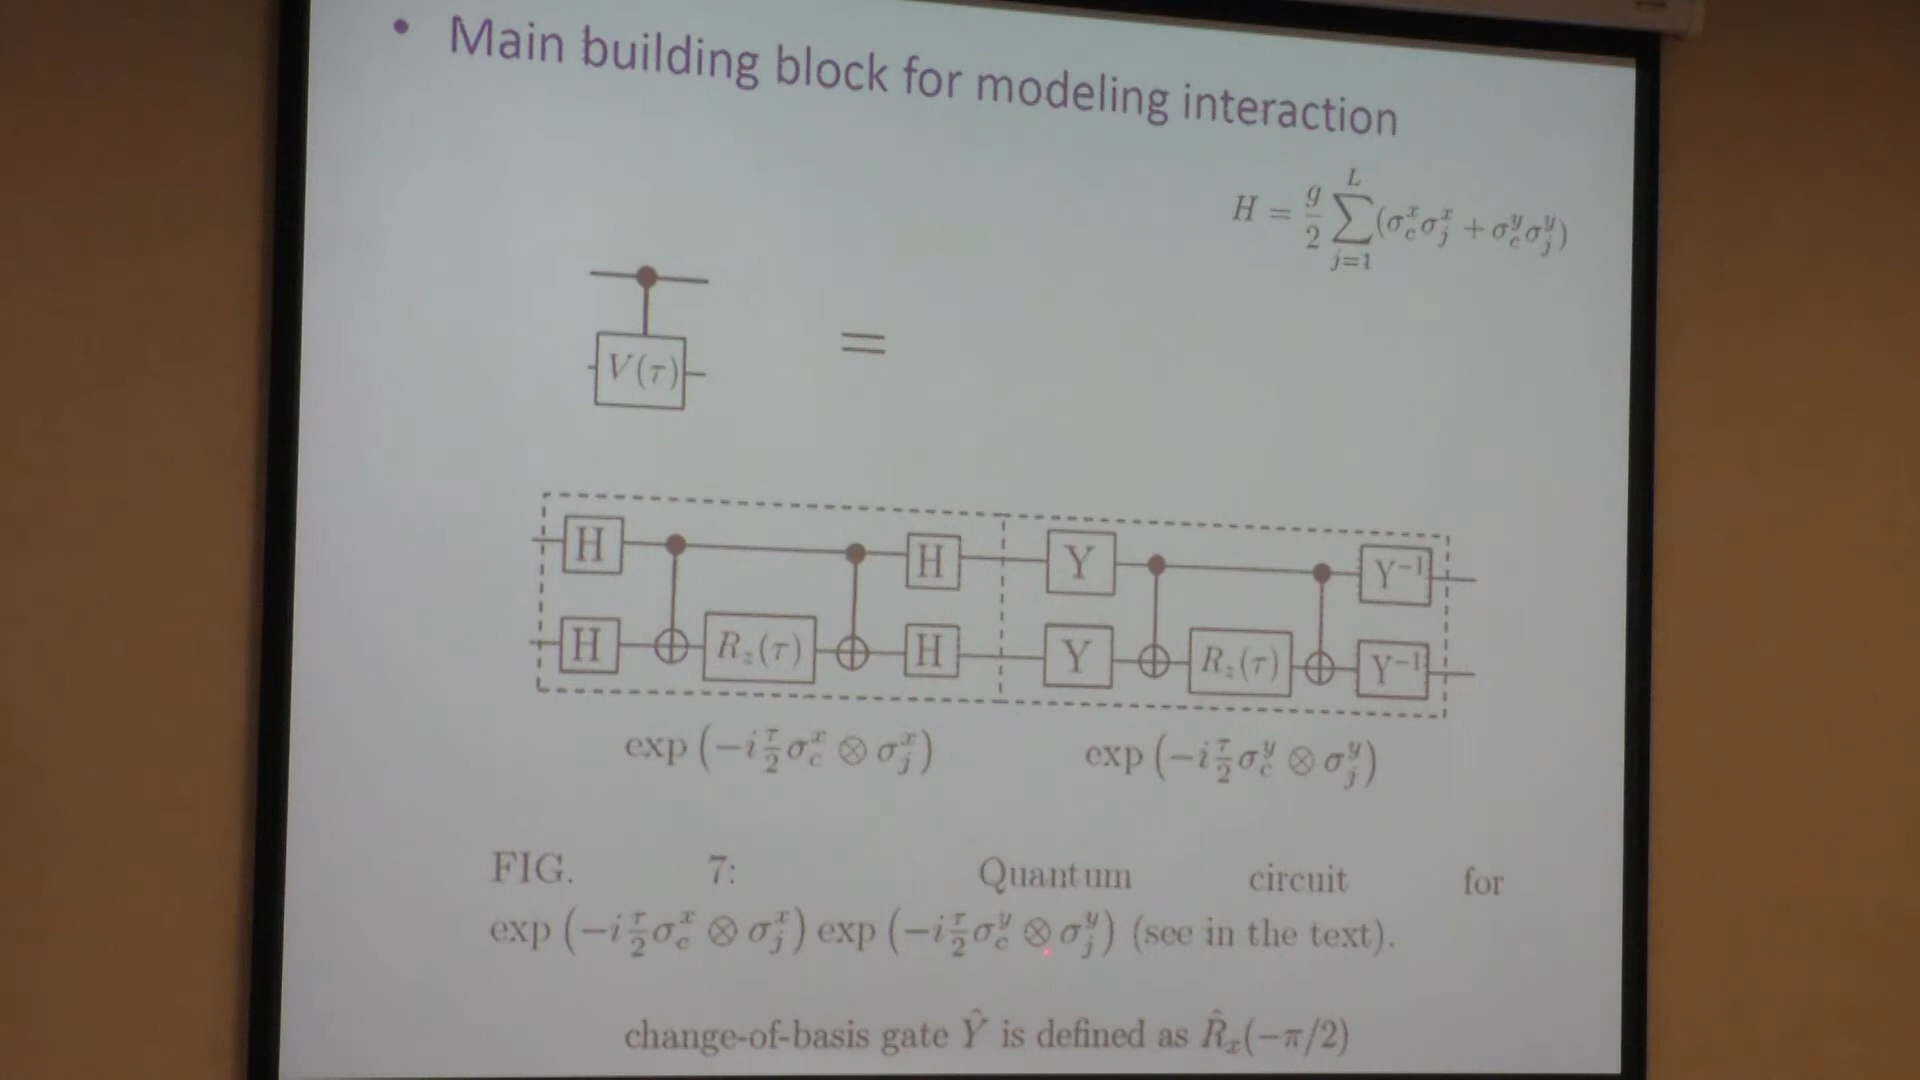 • Main building block for modeling interaction
H = g/2 ∑_{j=1}^{L} (σ_c^x σ_j^x + σ_c^y σ_j^y)
V(τ) =
H H Y Y⁻¹
H R_z(τ) H Y R_z(τ) Y⁻¹
exp (−i τ/2 σ_c^x ⊗ σ_j^x) exp (−i τ/2 σ_c^y ⊗ σ_j^y)
FIG. 7: Quantum circuit for
exp (−i τ/2 σ_c^x ⊗ σ_j^x) exp (−i τ/2 σ_c^y ⊗ σ_j^y) (see in the text).
change-of-basis gate Ŷ is defined as R̂_x(−π/2)